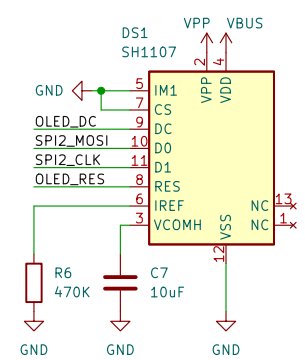 DS1
SH1107
VPP
VBUS
2
4
VPP
VDD
GND
5
IM1
7
CS
OLED_DC
9
DC
SPI2_MOSI
10
D0
SPI2_CLK
11
D1
OLED_RES
8
RES
6
IREF
3
VCOMH
NC
13
NC
1
VSS
12
R6
470K
C7
10uF
GND
GND
GND